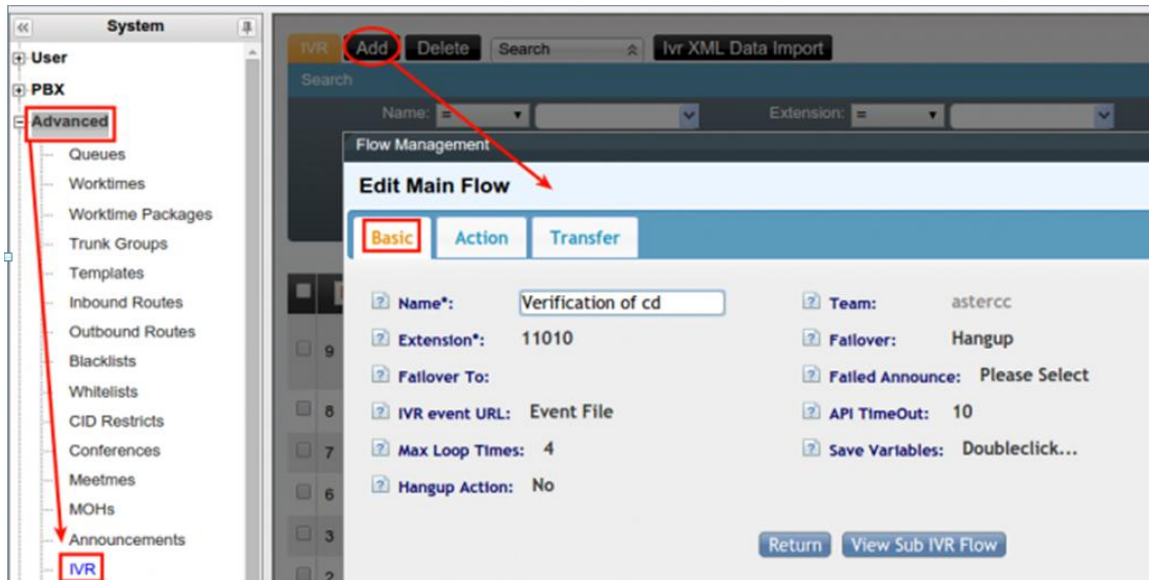 System
User
PBX
Advanced
Queues
Worktimes
Worktime Packages
Trunk Groups
Templates
Inbound Routes
Outbound Routes
Blacklists
Whitelists
CID Restricts
Conferences
Meetmes
MOHs
Announcements
IVR
IVR Add Delete Search Ivr XML Data Import
Search
Name: = Extension: =
Flow Management
Edit Main Flow
Basic Action Transfer
Name*: Verification of cd Team: astercc
Extension*: 11010 Failover: Hangup
Failover To: Failed Announce: Please Select
IVR event URL: Event File API TimeOut: 10
Max Loop Times: 4 Save Variables: Doubleclick...
Hangup Action: No
Return View Sub IVR Flow
9
8
7
6
3
2